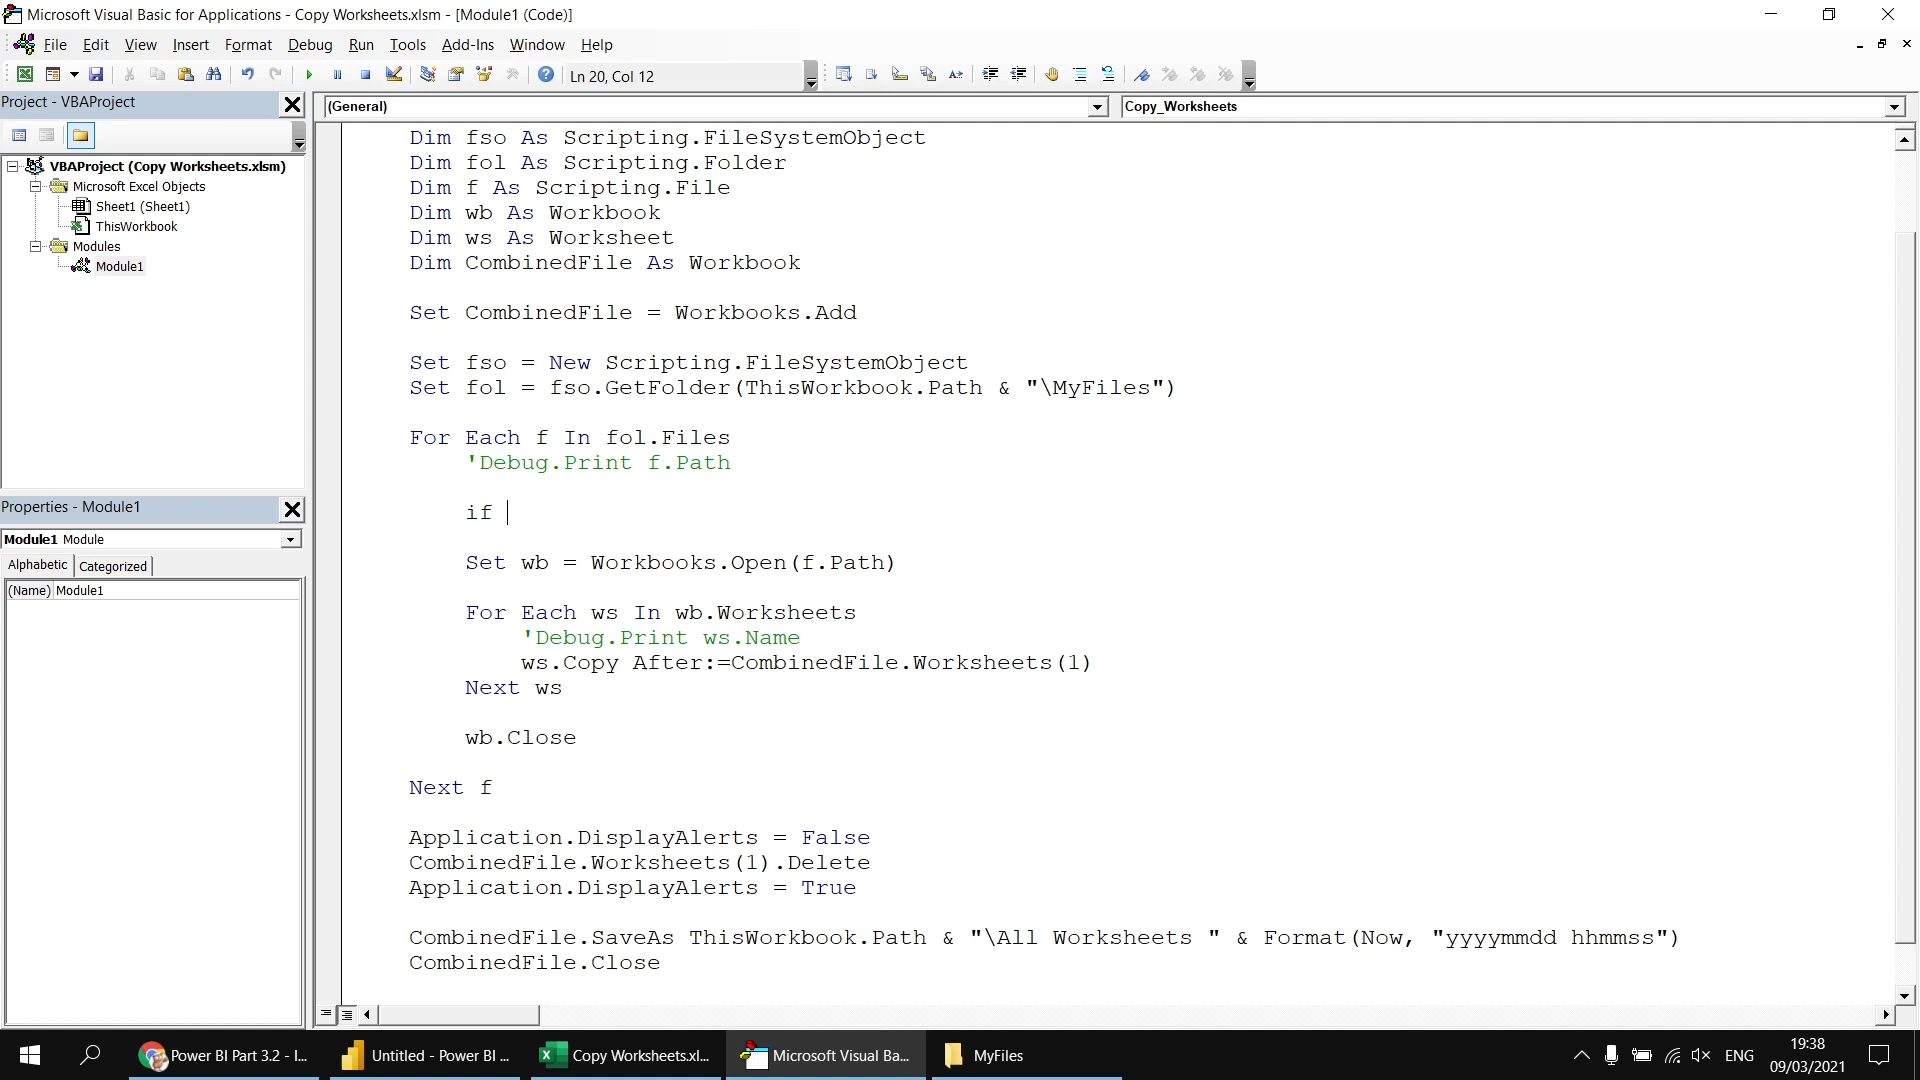 Microsoft Visual Basic for Applications - Copy Worksheets.xlsm - [Module1 (Code)]
File Edit View Insert Format Debug Run Tools Add-Ins Window Help
Ln 20, Col 12
Project - VBAProject
(General)
Copy_Worksheets
VBAProject (Copy Worksheets.xlsm)
Microsoft Excel Objects
Sheet1 (Sheet1)
ThisWorkbook
Modules
Module1
Properties - Module1
Module1 Module
Alphabetic Categorized
(Name) Module1
Dim fso As Scripting.FileSystemObject
Dim fol As Scripting.Folder
Dim f As Scripting.File
Dim wb As Workbook
Dim ws As Worksheet
Dim CombinedFile As Workbook
Set CombinedFile = Workbooks.Add
Set fso = New Scripting.FileSystemObject
Set fol = fso.GetFolder(ThisWorkbook.Path & "\MyFiles")
For Each f In fol.Files
'Debug.Print f.Path
if
Set wb = Workbooks.Open(f.Path)
For Each ws In wb.Worksheets
'Debug.Print ws.Name
ws.Copy After:=CombinedFile.Worksheets(1)
Next ws
wb.Close
Next f
Application.DisplayAlerts = False
CombinedFile.Worksheets(1).Delete
Application.DisplayAlerts = True
CombinedFile.SaveAs ThisWorkbook.Path & "\All Worksheets " & Format(Now, "yyyymmdd hhmmss")
CombinedFile.Close
Power BI Part 3.2 - I...
Untitled - Power BI ...
Copy Worksheets.xl...
Microsoft Visual Ba...
MyFiles
ENG
19:38
09/03/2021